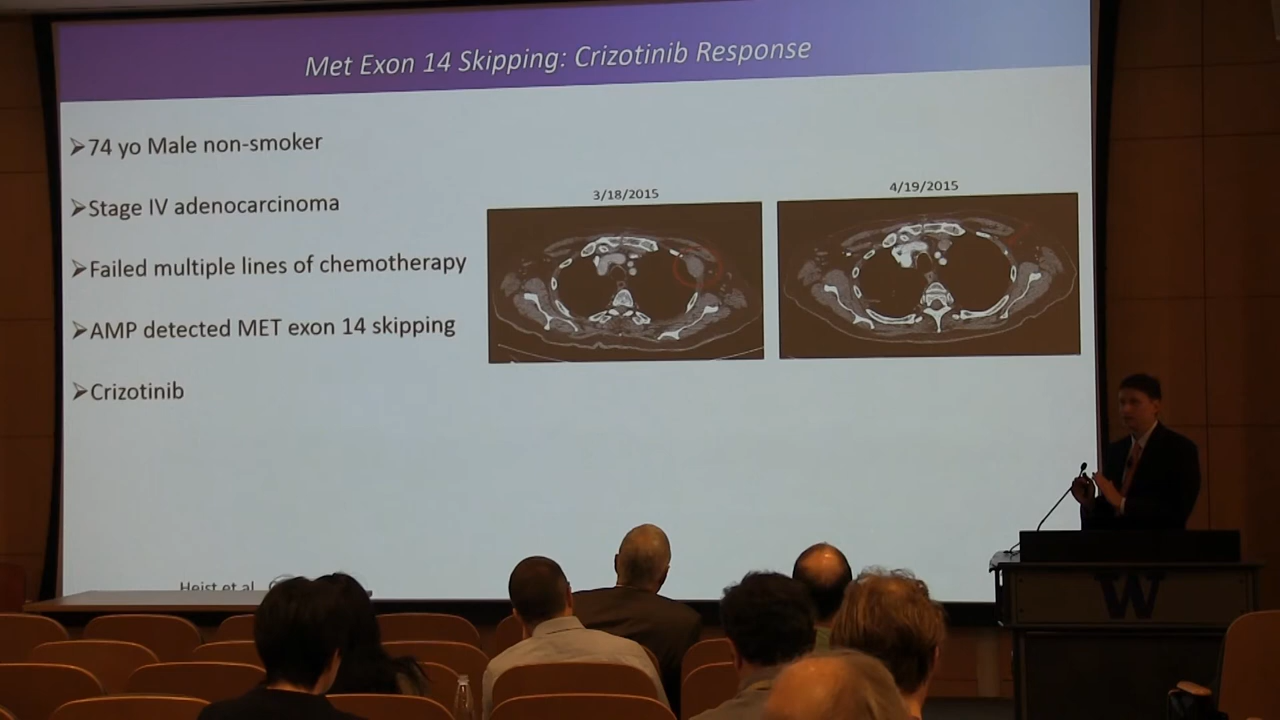 Met Exon 14 Skipping: Crizotinib Response
➢74 yo Male non-smoker
➢Stage IV adenocarcinoma
➢Failed multiple lines of chemotherapy
➢AMP detected MET exon 14 skipping
➢Crizotinib
3/18/2015
4/19/2015
Heist et al
W